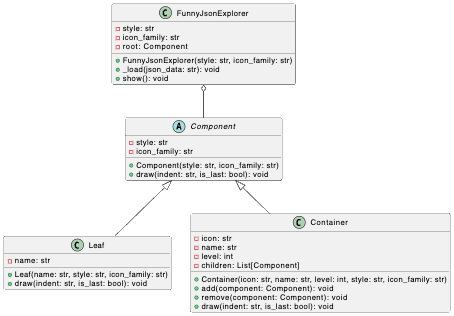 C FunnyJsonExplorer
style: str
icon_family: str
root: Component
FunnyJsonExplorer(style: str, icon_family: str)
_load(json_data: str): void
show(): void
A Component
style: str
icon_family: str
Component(style: str, icon_family: str)
draw(indent: str, is_last: bool): void
C Leaf
name: str
Leaf(name: str, style: str, icon_family: str)
draw(indent: str, is_last: bool): void
C Container
icon: str
name: str
level: int
children: List[Component]
Container(icon: str, name: str, level: int, style: str, icon_family: str)
add(component: Component): void
remove(component: Component): void
draw(indent: str, is_last: bool): void